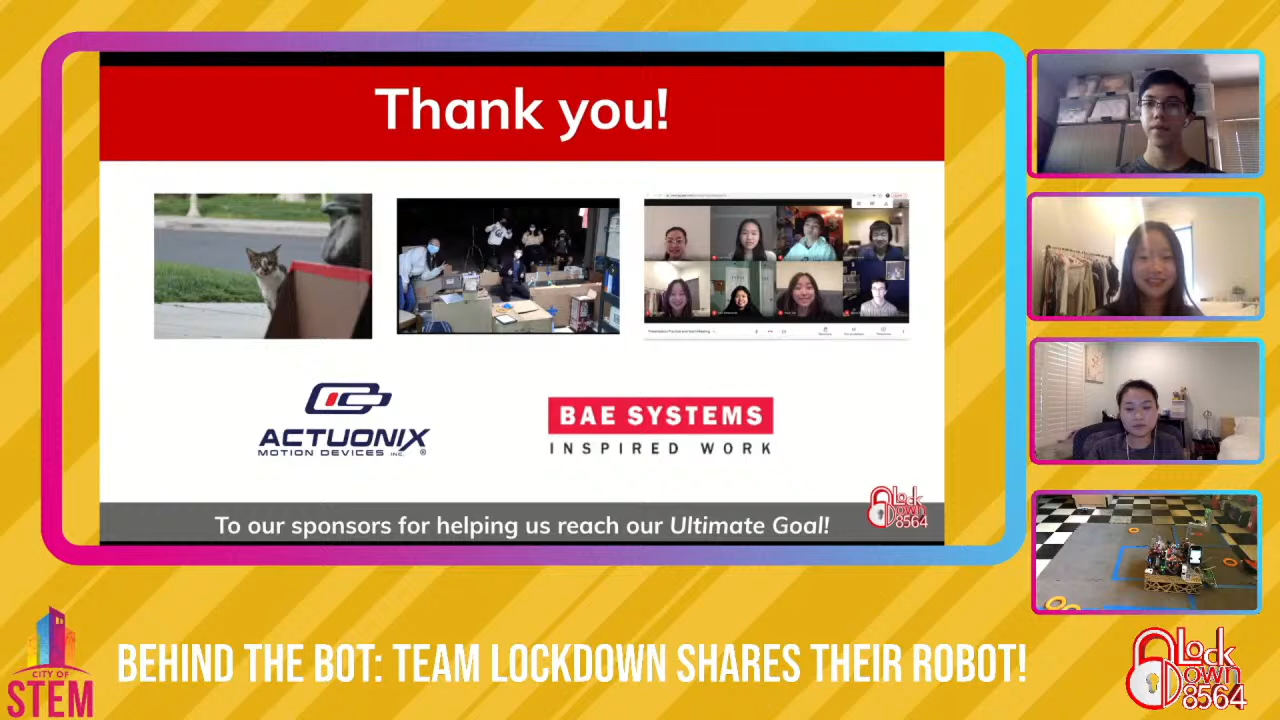 Thank you!
ACTUONIX
MOTION DEVICES INC.®
BAE SYSTEMS
INSPIRED WORK
Lock
Down
8564
To our sponsors for helping us reach our Ultimate Goal!
CITY OF
STEM
BEHIND THE BOT: TEAM LOCKDOWN SHARES THEIR ROBOT!
Lock
Down
8564